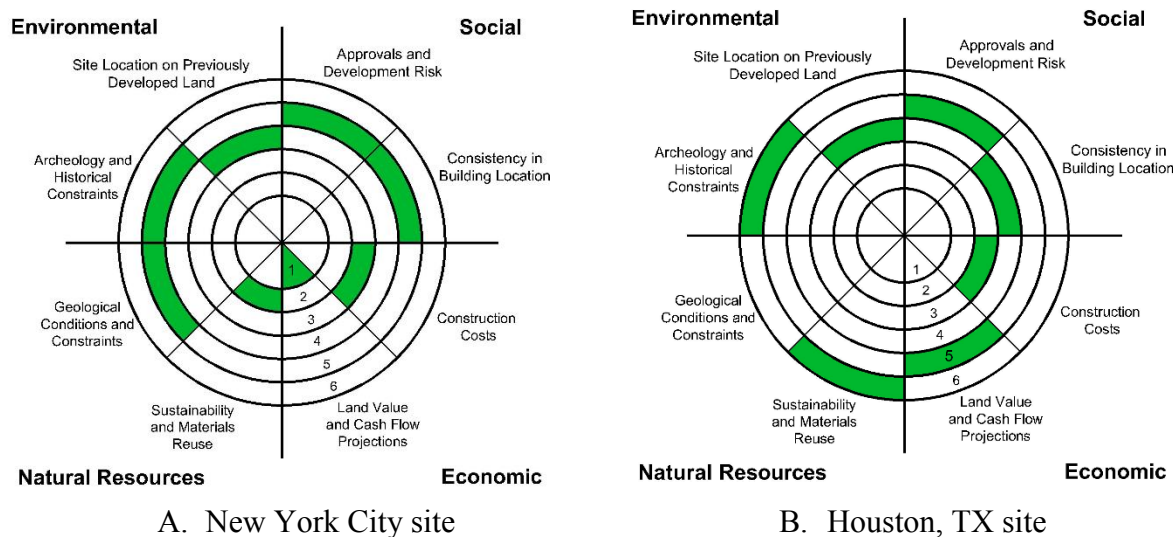 Environmental
Social
Site Location on Previously
Developed Land
Approvals and
Development Risk
Archeology and
Historical
Constraints
Consistency in
Building Location
Geological
Conditions and
Constraints
Construction
Costs
Sustainability
and Materials
Reuse
Land Value
and Cash Flow
Projections
1
2
3
4
5
6
Natural Resources
Economic
A. New York City site
Environmental
Social
Site Location on Previously
Developed Land
Approvals and
Development Risk
Archeology and
Historical
Constraints
Consistency in
Building Location
Geological
Conditions and
Constraints
Construction
Costs
Sustainability
and Materials
Reuse
Land Value
and Cash Flow
Projections
1
2
3
4
5
6
Natural Resources
Economic
B. Houston, TX site